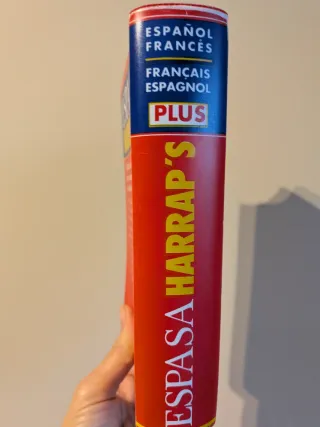 ESPAÑOL
FRANCÉS
FRANÇAIS
ESPAGNOL
PLUS
ESPASA HARRAP'S